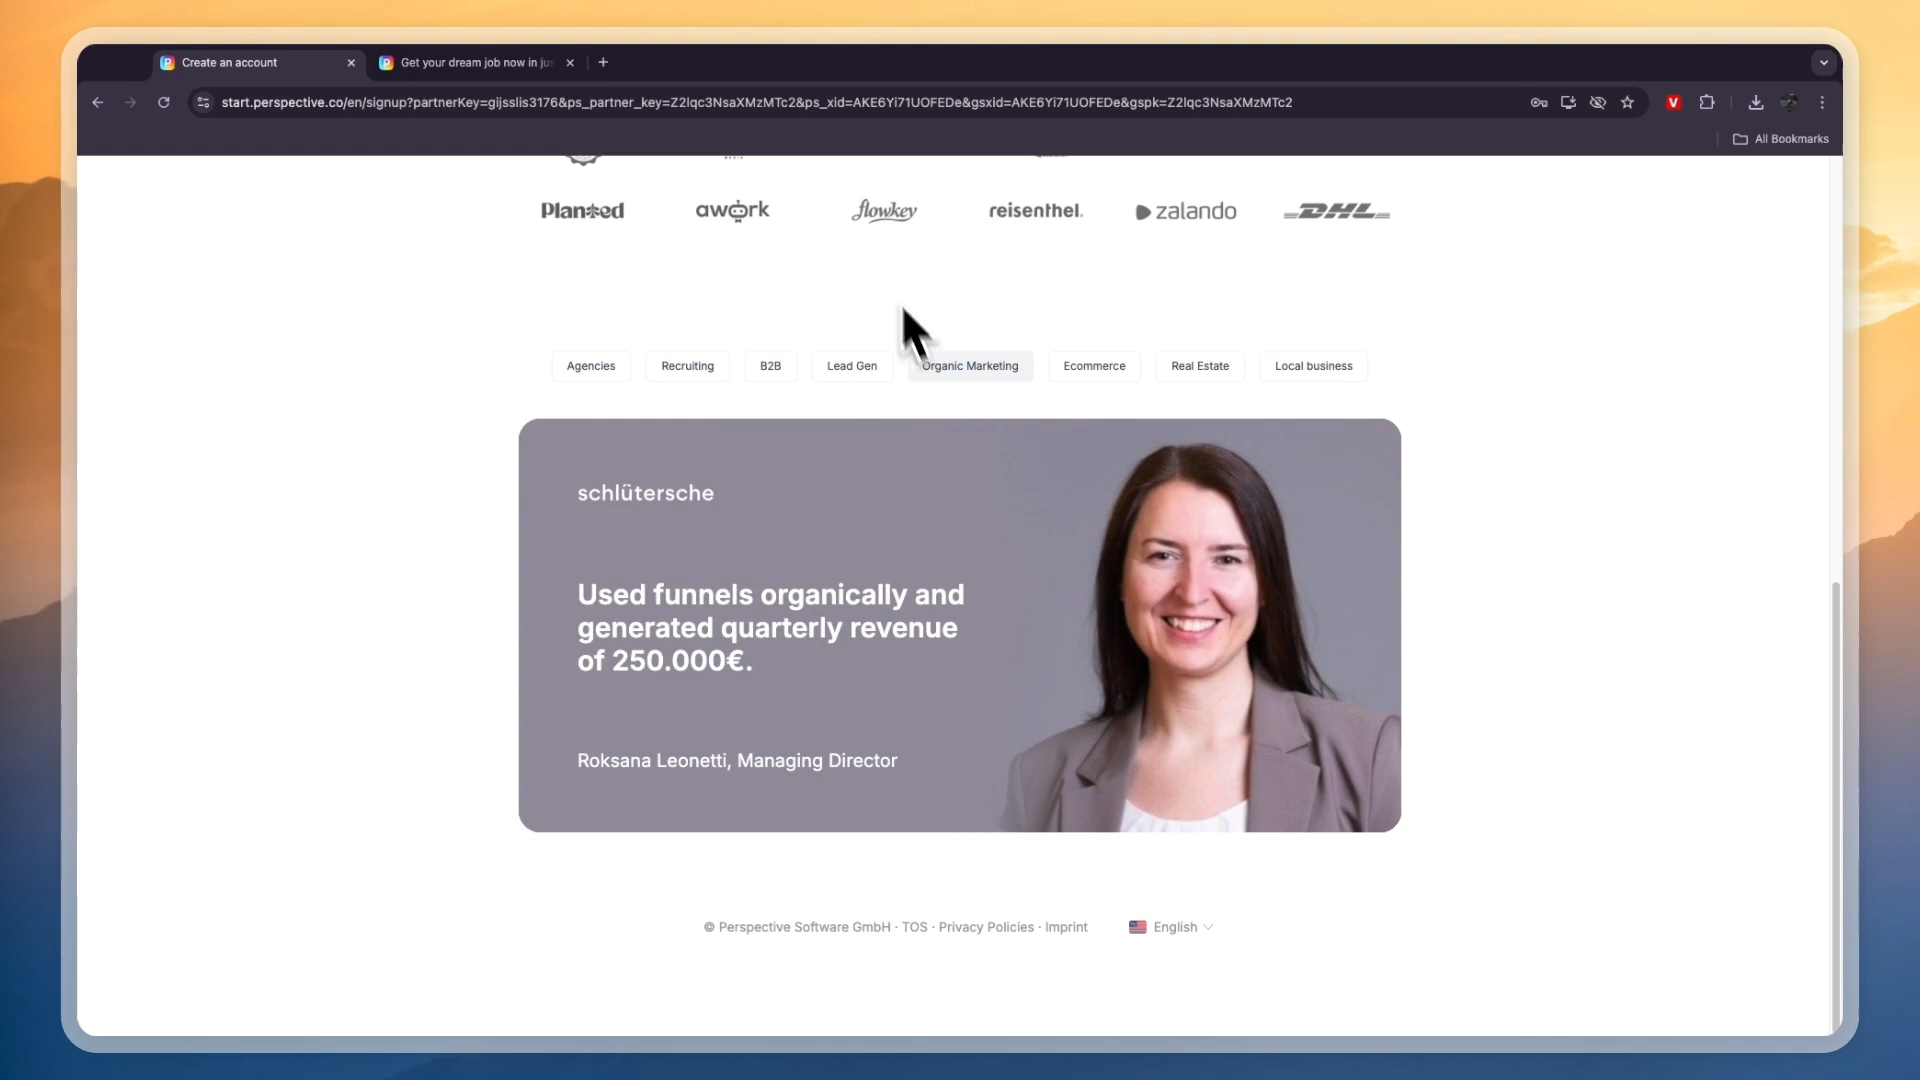 Create an account
Get your dream job now in jus
start.perspective.co/en/signup?partnerKey=gijsslis3176&ps_partner_key=Z2lqc3NsaXMzMTc2&ps_xid=AKE6Yi71UOFEDe&gsxid=AKE6Yi71UOFEDe&gspk=Z2lqc3NsaXMzMTc2
V
All Bookmarks
Planted awork flowkey reisenthel. zalando DHL
Agencies Recruiting B2B Lead Gen Organic Marketing Ecommerce Real Estate Local business
schlütersche
Used funnels organically and
generated quarterly revenue
of 250.000€.
Roksana Leonetti, Managing Director
© Perspective Software GmbH · TOS · Privacy Policies · Imprint English